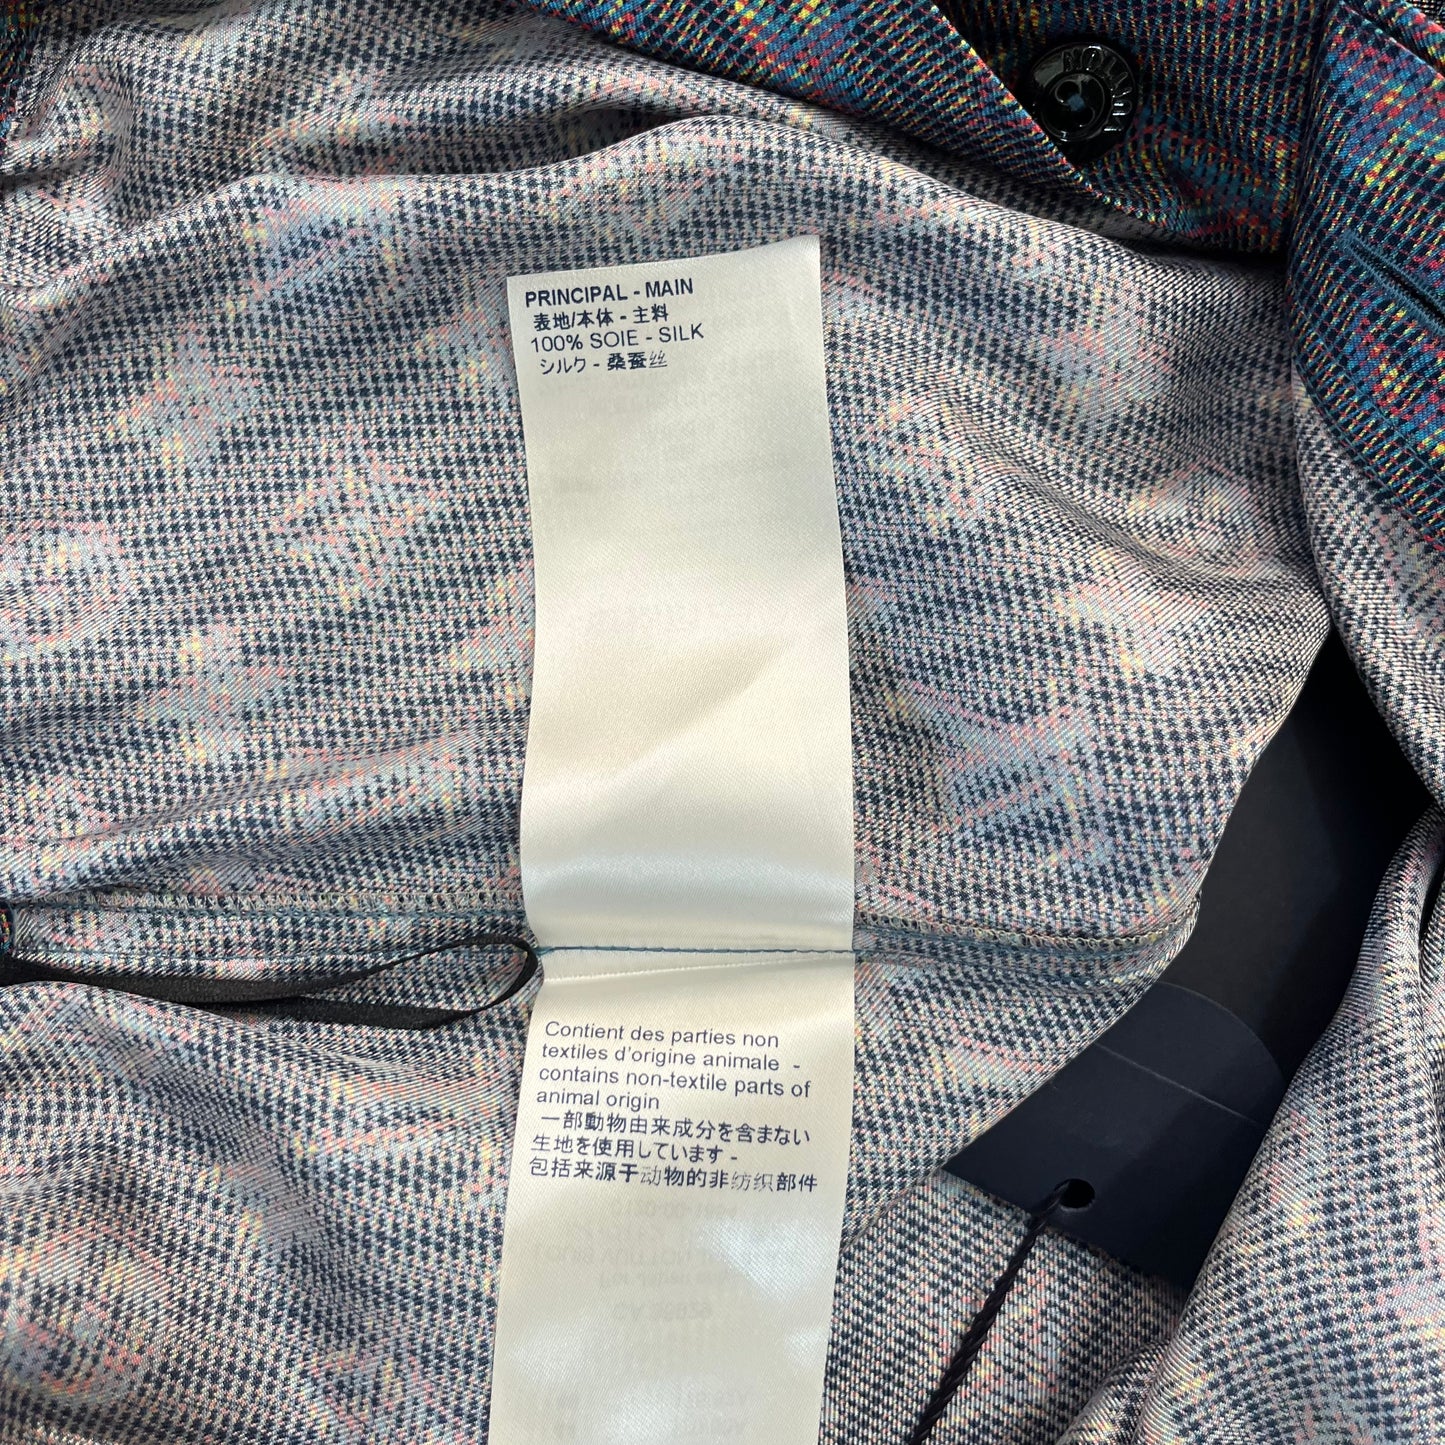 PRINCIPAL - MAIN
表地/本体 - 主料
100% SOIE - SILK
シルク - 桑蚕丝
Contient des parties non
textiles d'origine animale -
contains non-textile parts of
animal origin
一部動物由来成分を含まない
生地を使用しています -
包括来源于动物的非纺织部件